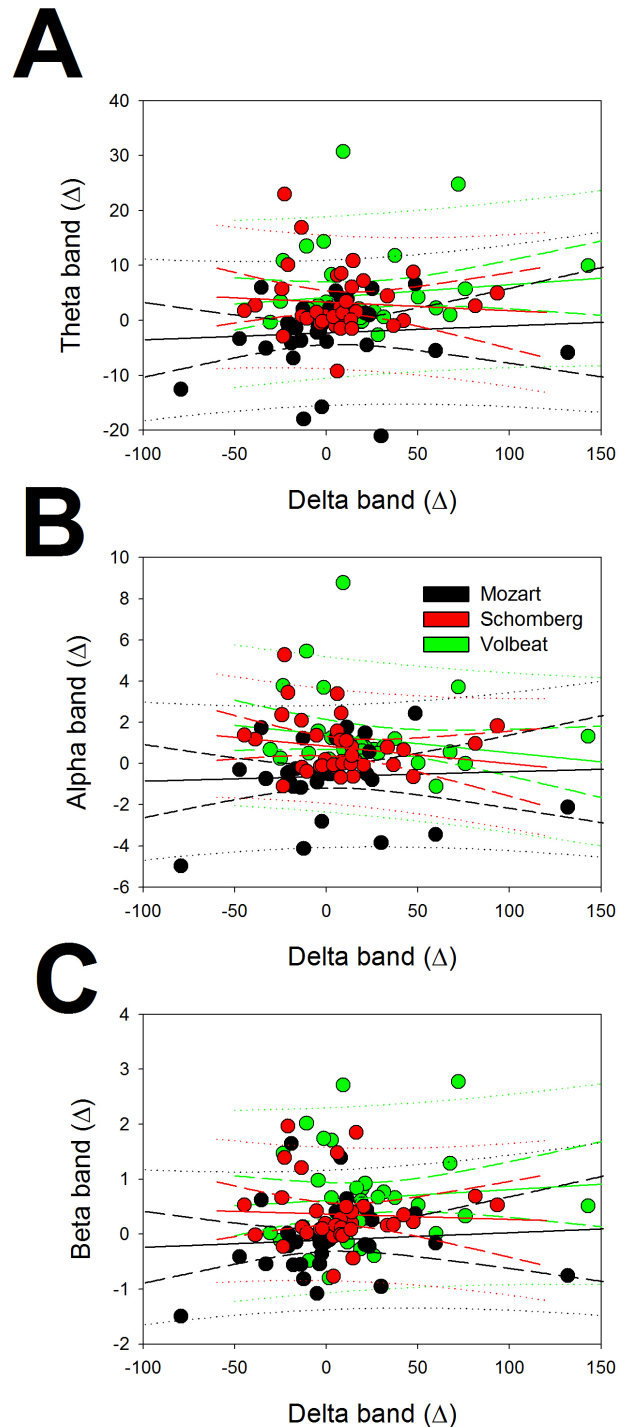 A
40
30
20
10
0
-10
-20
Theta band (Δ)
-100 -50 0 50 100 150
Delta band (Δ)
B
10
8
6
4
2
0
-2
-4
-6
Alpha band (Δ)
Mozart
Schomberg
Volbeat
-100 -50 0 50 100 150
Delta band (Δ)
C
4
3
2
1
0
-1
-2
Beta band (Δ)
-100 -50 0 50 100 150
Delta band (Δ)